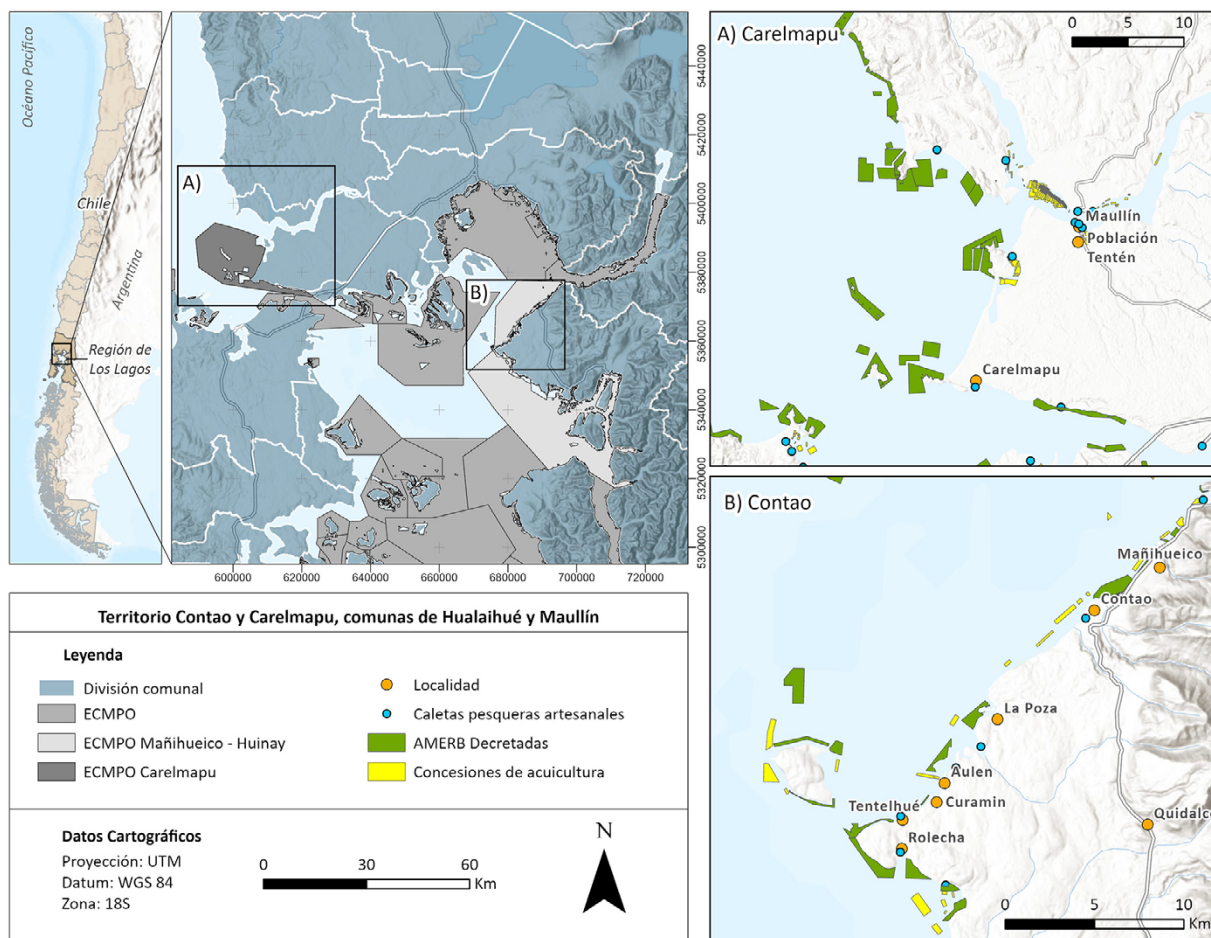 Océano Pacífico
Chile
Argentina
Región de
Los Lagos
A)
B)
5440000
5420000
5400000
5380000
5360000
5340000
5320000
5300000
600000
620000
640000
660000
680000
700000
720000
A) Carelmapu
0 5 10
Maullín
Población
Tentén
Carelmapu
B) Contao
Mañihueico
Contao
La Poza
Aulen
Curamin
Tentelhué
Rolecha
Quidalco
0 5 10
Km
Territorio Contao y Carelmapu, comunas de Hualaihué y Maullín
Leyenda
División comunal
ECMPO
ECMPO Mañihueico - Huinay
ECMPO Carelmapu
Localidad
Caletas pesqueras artesanales
AMERB Decretadas
Concesiones de acuicultura
Datos Cartográficos
Proyección: UTM
Datum: WGS 84
Zona: 18S
0 30 60
Km
N